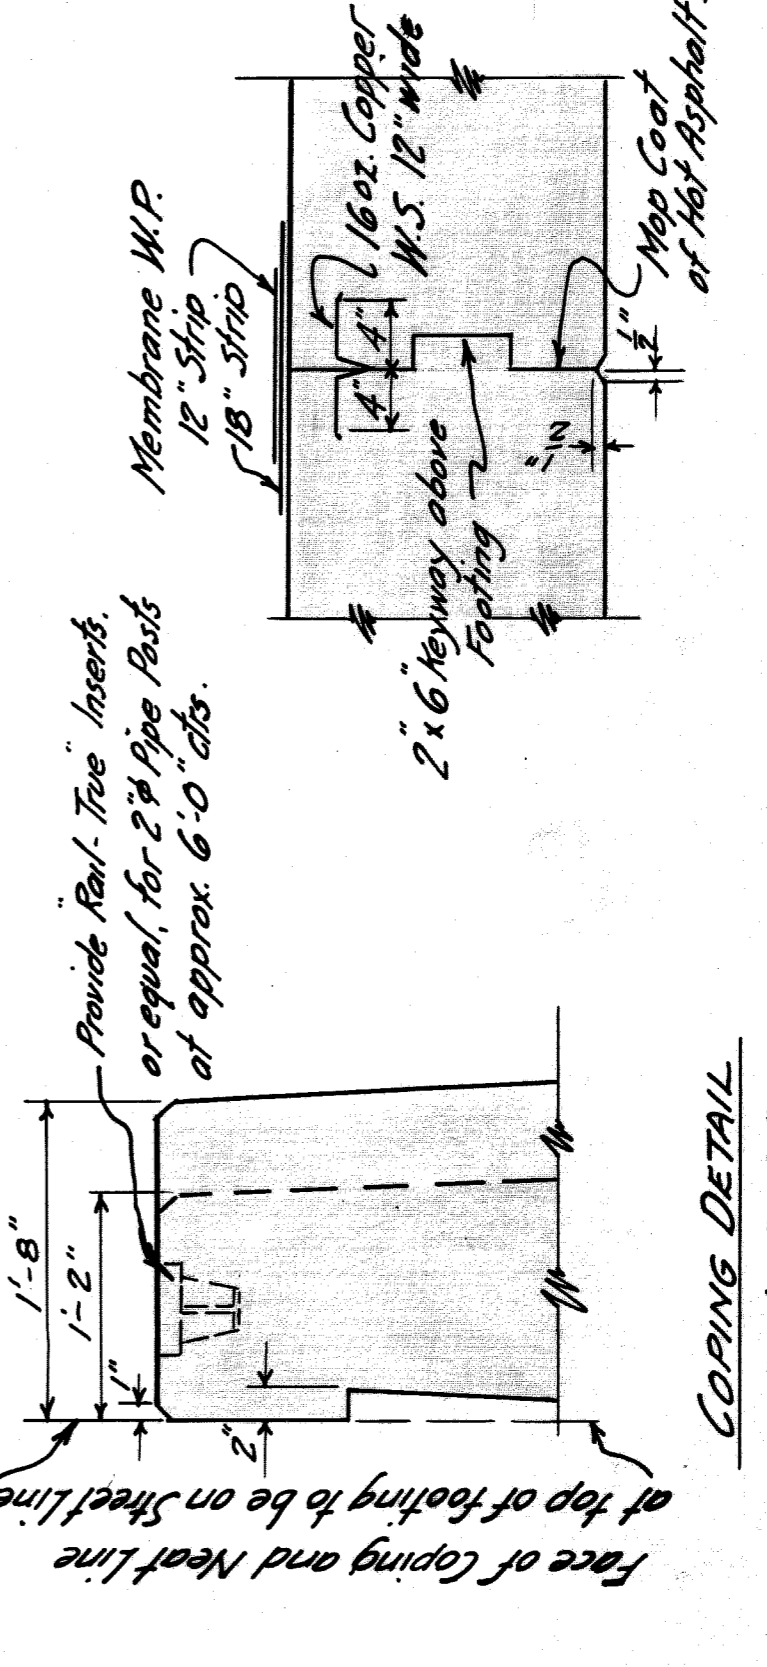 Membrane W.P.
12" Strip
18" Strip
16 oz. Copper
W.S. 12" wide
4"
4"
Mop Coat
of Hot Asphalt
1/2"
1/2"
2" x 6" Keyway above
Footing
Provide "Rail-True" Inserts.
or equal, for 2"φ Pipe Posts
at approx. 6'-0" cts.
1'-8"
1'-2"
1"
2"
Face of Coping and Neat Line
at top of footing to be on Street Line
COPING DETAIL